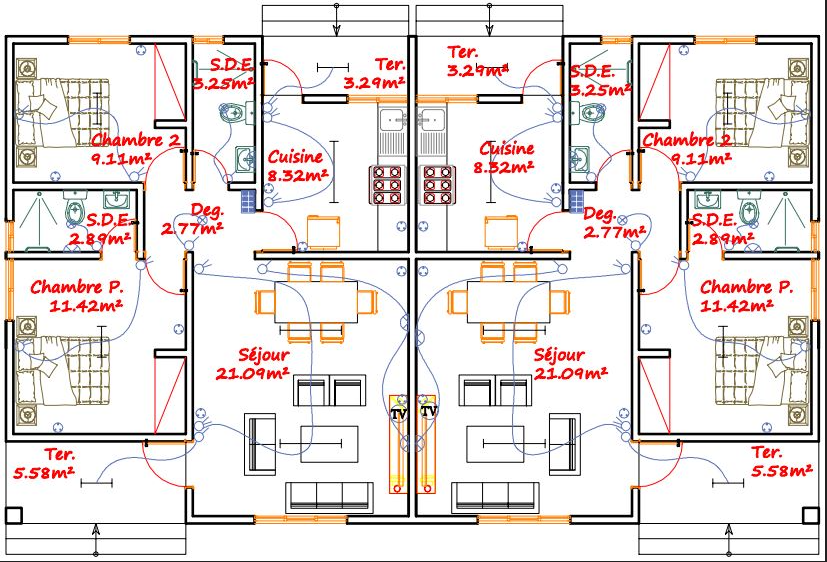 S.D.E.
3.25m²
Ter.
3.29m²
Ter.
3.29m²
S.D.E.
3.25m²
Chambre 2
9.11m²
Cuisine
8.32m²
Cuisine
8.32m²
Chambre 2
9.11m²
S.D.E.
2.89m²
Deg.
2.77m²
Deg.
2.77m²
S.D.E.
2.89m²
Chambre P.
11.42m²
Chambre P.
11.42m²
Séjour
21.09m²
Séjour
21.09m²
TV
TV
Ter.
5.58m²
Ter.
5.58m²